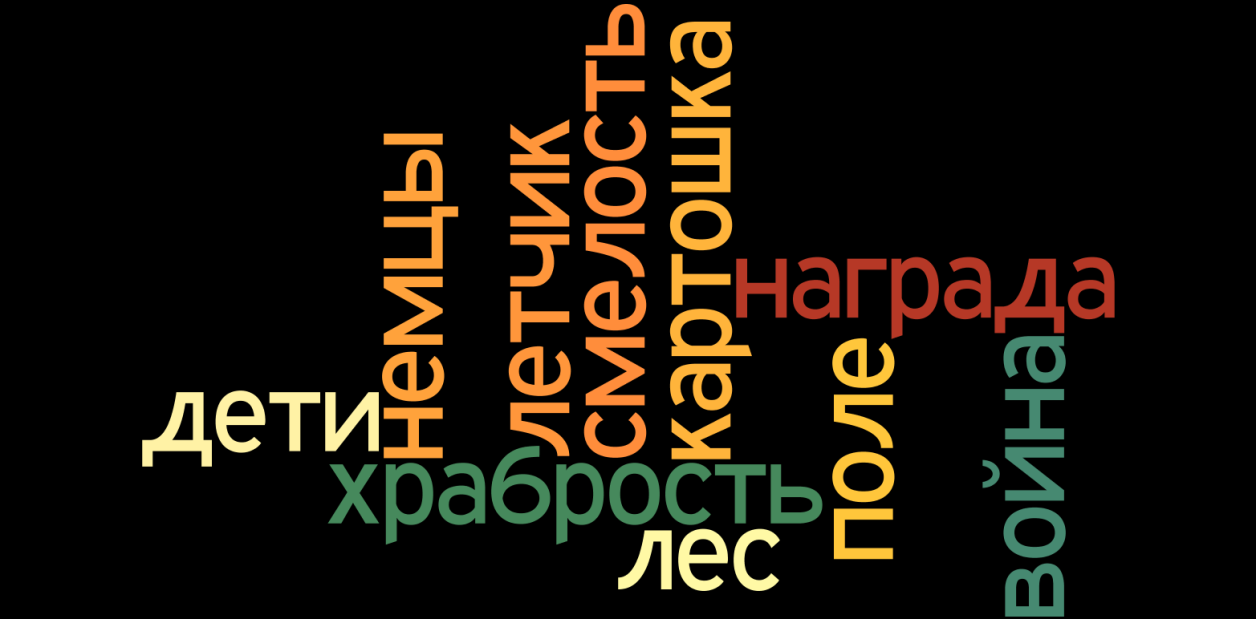 немцы
летчик
смелость
картошка
награда
дети
храбрость
лес
поле
война